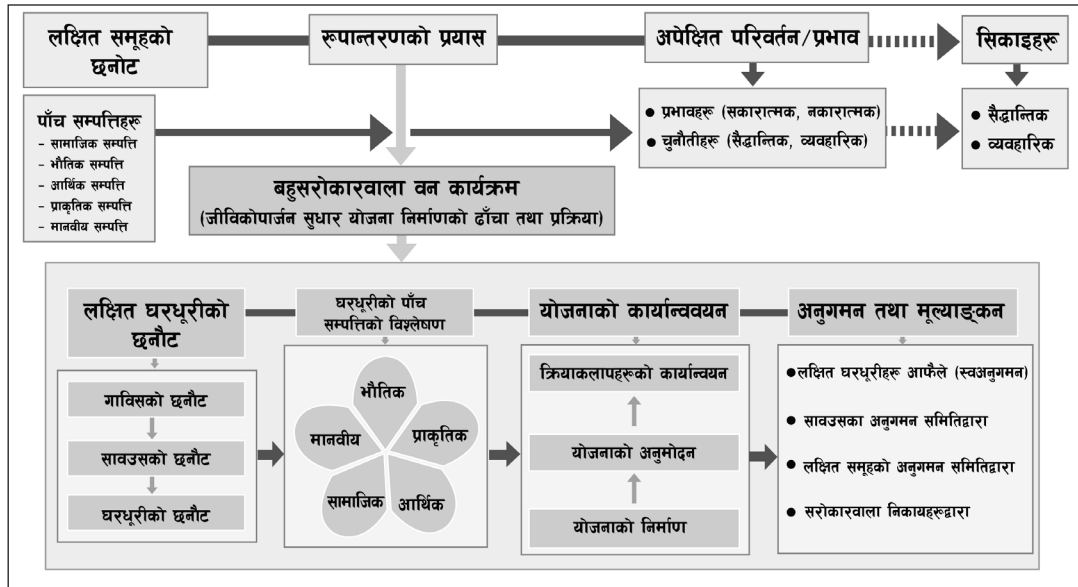 लक्षित समूहको
छनोट
रूपान्तरणको प्रयास
अपेक्षित परिवर्तन/प्रभाव
सिकाइहरू
पाँच सम्पत्तिहरू
– सामाजिक सम्पत्ति
– भौतिक सम्पत्ति
– आर्थिक सम्पत्ति
– प्राकृतिक सम्पत्ति
– मानवीय सम्पत्ति
● प्रभावहरू (सकारात्मक, नकारात्मक)
● चुनौतीहरू (सैद्धान्तिक, व्यवहारिक)
● सैद्धान्तिक
● व्यवहारिक
बहुसरोकारवाला वन कार्यक्रम
(जीविकोपार्जन सुधार योजना निर्माणको ढाँचा तथा प्रक्रिया)
लक्षित घरधूरीको
छनौट
गाविसको छनौट
सावउसको छनौट
घरधूरीको छनौट
घरधूरीको पाँच
सम्पत्तिको विश्लेषण
भौतिक
मानवीय
प्राकृतिक
सामाजिक
आर्थिक
योजनाको कार्यान्ववयन
क्रियाकलापहरूको कार्यान्वयन
योजनाको अनुमोदन
योजनाको निर्माण
अनुगमन तथा मूल्याङ्कन
● लक्षित घरधूरीहरू आफैले (स्वअनुगमन)
● सावउसका अनुगमन समितिद्वारा
● लक्षित समूहको अनुगमन समितिद्वारा
● सरोकारवाला निकायहरूद्वारा